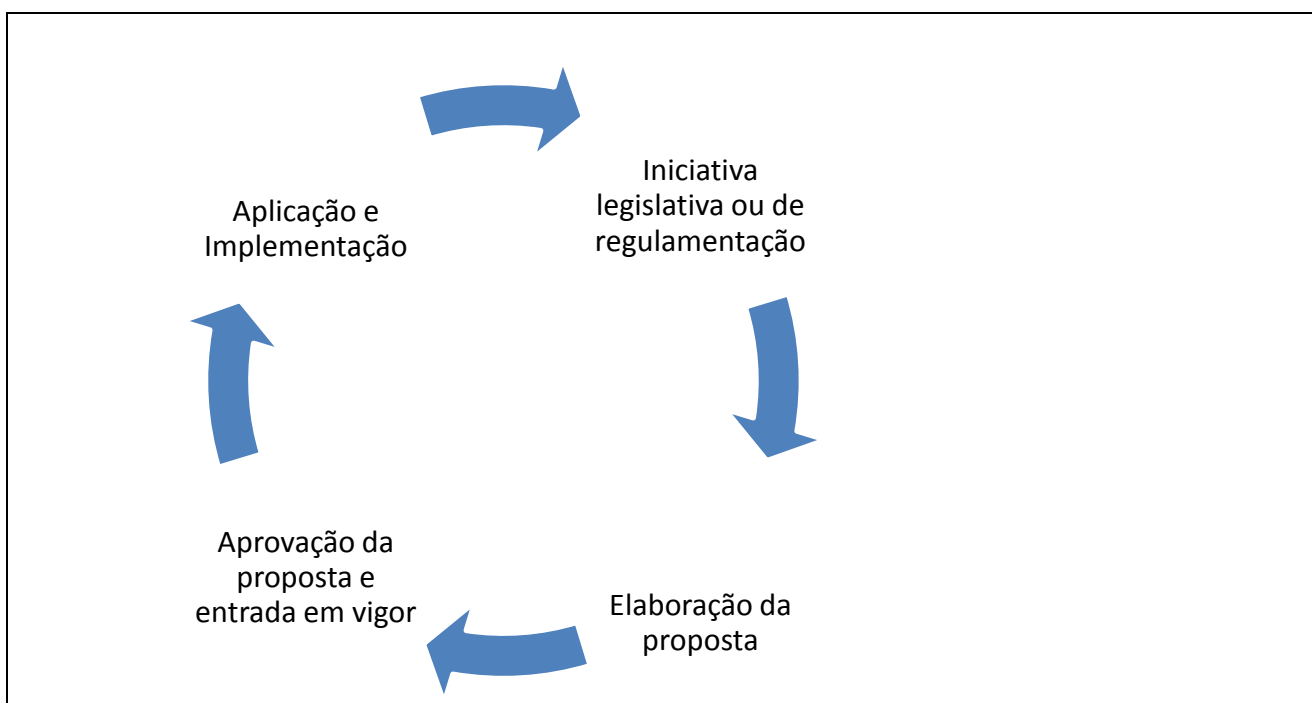 Iniciativa
legislativa ou de
regulamentação
Elaboração da
proposta
Aprovação da
proposta e
entrada em vigor
Aplicação e
Implementação